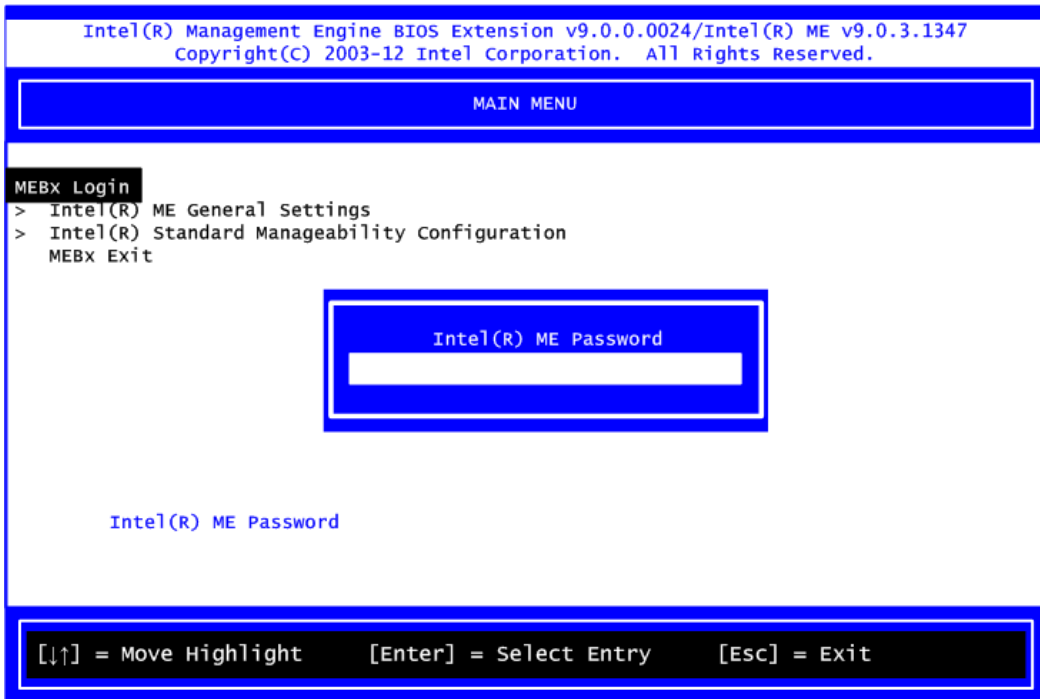 Intel(R) Management Engine BIOS Extension v9.0.0.0024/Intel(R) ME v9.0.3.1347
Copyright(C) 2003-12 Intel Corporation. All Rights Reserved.
MAIN MENU
MEBx Login
> Intel(R) ME General Settings
> Intel(R) Standard Manageability Configuration
MEBx Exit
Intel(R) ME Password
Intel(R) ME Password
[↓↑] = Move Highlight [Enter] = Select Entry [Esc] = Exit